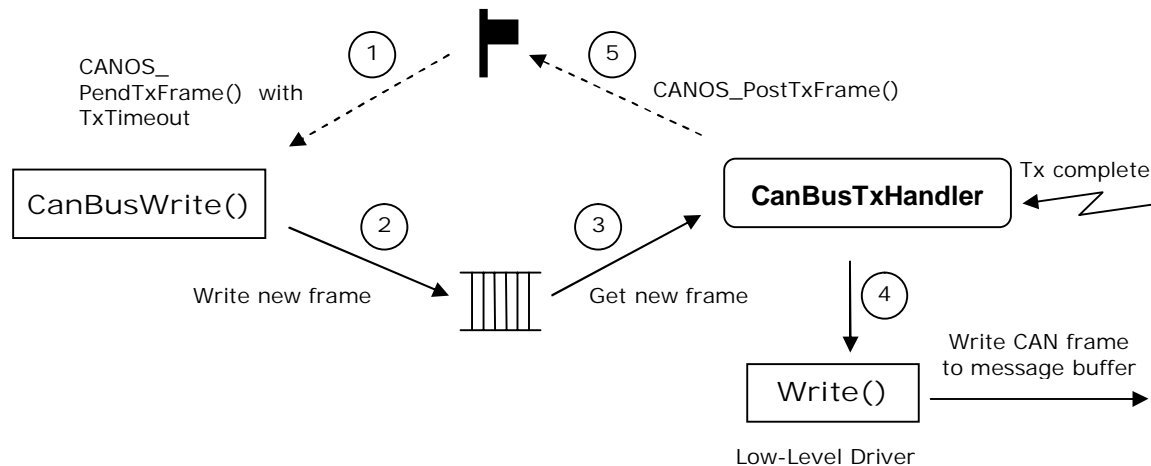 1
5
CANOS_
PendTxFrame() with
TxTimeout
CANOS_PostTxFrame()
CanBusWrite()
CanBusTxHandler
Tx complete
2
3
Write new frame
Get new frame
4
Write CAN frame
to message buffer
Write()
Low-Level Driver